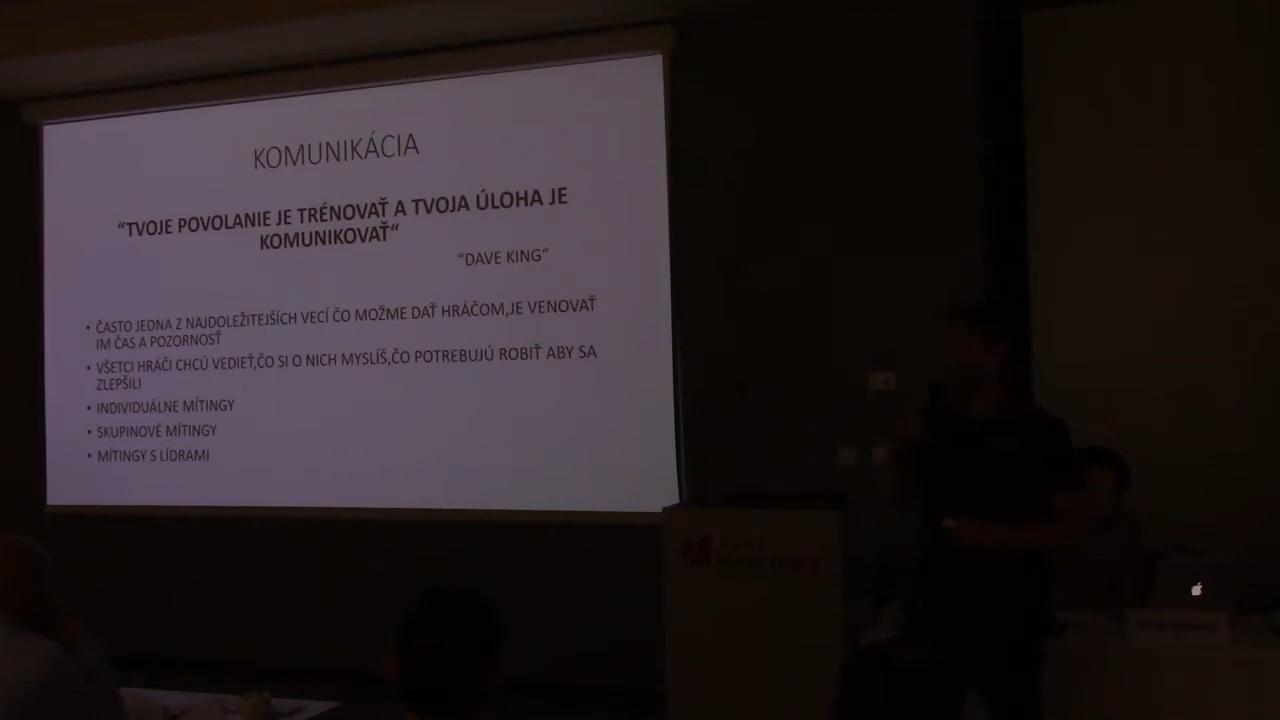 KOMUNIKÁCIA
“TVOJE POVOLANIE JE TRÉNOVAŤ A TVOJA ÚLOHA JE
KOMUNIKOVAŤ“
“DAVE KING“
• ČASTO JEDNA Z NAJDOLEŽITEJŠÍCH VECÍ ČO MOŽME DAŤ HRÁČOM,JE VENOVAŤ
IM ČAS A POZORNOSŤ
• VŠETCI HRÁČI CHCÚ VEDIEŤ,ČO SI O NICH MYSLÍŠ,ČO POTREBUJÚ ROBIŤ ABY SA
ZLEPŠILI
• INDIVIDUÁLNE MÍTINGY
• SKUPINOVÉ MÍTINGY
• MÍTINGY S LÍDRAMI